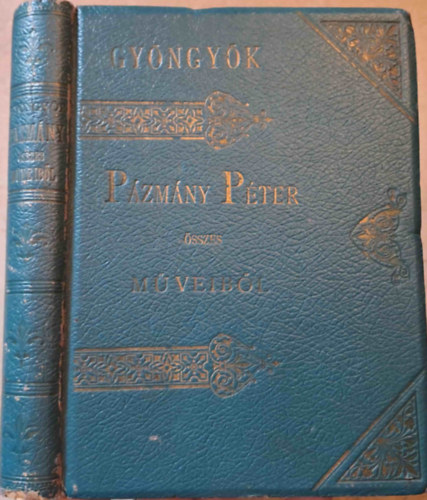 GYÖNGYÖK
PÁZMÁNY PÉTER
ÖSSZES
MŰVEIBŐL